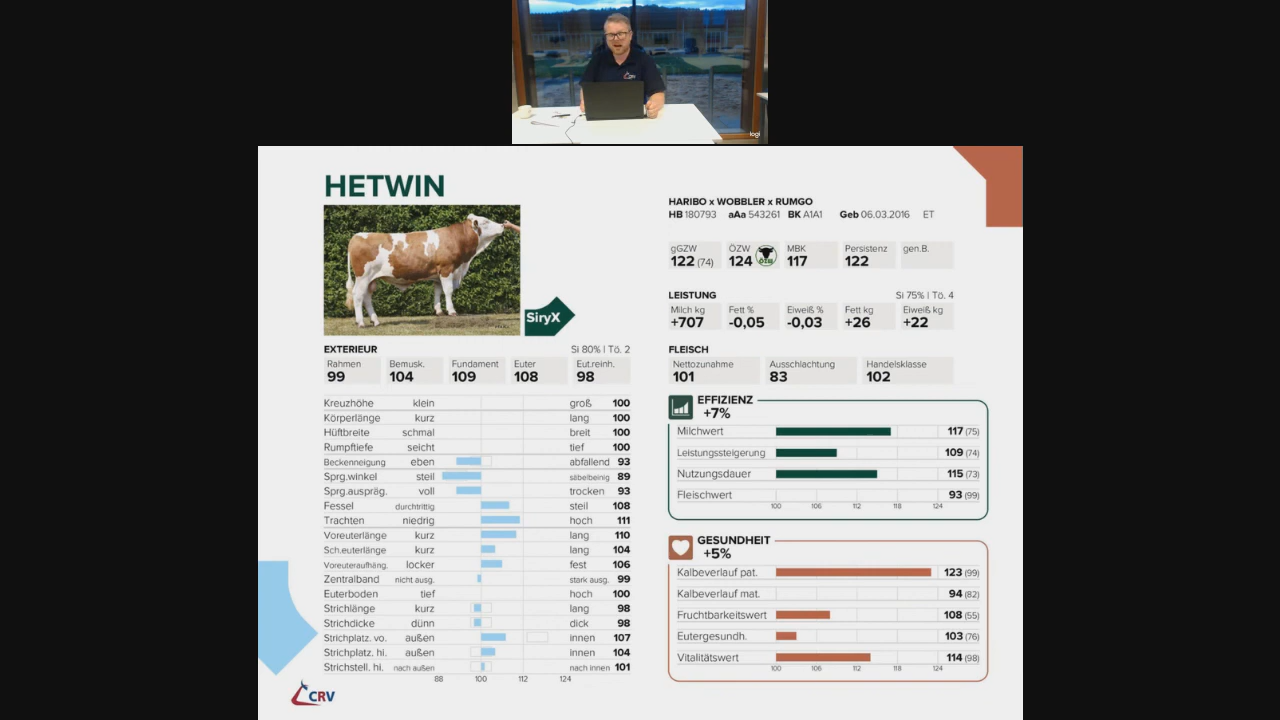 logi
HETWIN
SiryX
HARIBO x WOBBLER x RUMGO
HB 180793 aAa 543261 BK A1A1 Geb 06.03.2016 ET
gGZW ÖZW MBK Persistenz gen.B.
122 (74) 124 117 122
LEISTUNG Si 75% I Tö. 4
Milch kg Fett % Eiweiß % Fett kg Eiweiß kg
+707 -0,05 -0,03 +26 +22
EXTERIEUR Si 80% I Tö. 2
Rahmen Bemusk. Fundament Euter Eut.reinh.
99 104 109 108 98
FLEISCH
Nettozunahme Ausschlachtung Handelsklasse
101 83 102
Kreuzhöhe klein groß 100
Körperlänge kurz lang 100
Hüftbreite schmal breit 100
Rumpftiefe seicht tief 100
Beckenneigung eben abfallend 93
Sprg.winkel steil säbelbeinig 89
Sprg.auspräg. voll trocken 93
Fessel durchtrittig steil 108
Trachten niedrig hoch 111
Voreuterlänge kurz lang 110
Sch.euterlänge kurz lang 104
Voreuteraufhäng. locker fest 106
Zentralband nicht ausg. stark ausg. 99
Euterboden tief hoch 100
Strichlänge kurz lang 98
Strichdicke dünn dick 98
Strichplatz. vo. außen innen 107
Strichplatz. hi. außen innen 104
Strichstell. hi. nach außen nach innen 101
88 100 112 124
EFFIZIENZ
+7%
Milchwert 117 (75)
Leistungssteigerung 109 (74)
Nutzungsdauer 115 (73)
Fleischwert 93 (99)
100 106 112 118 124
GESUNDHEIT
+5%
Kalbeverlauf pat. 123 (99)
Kalbeverlauf mat. 94 (82)
Fruchtbarkeitswert 108 (55)
Eutergesundh. 103 (76)
Vitalitätswert 114 (98)
100 106 112 118 124
CRV